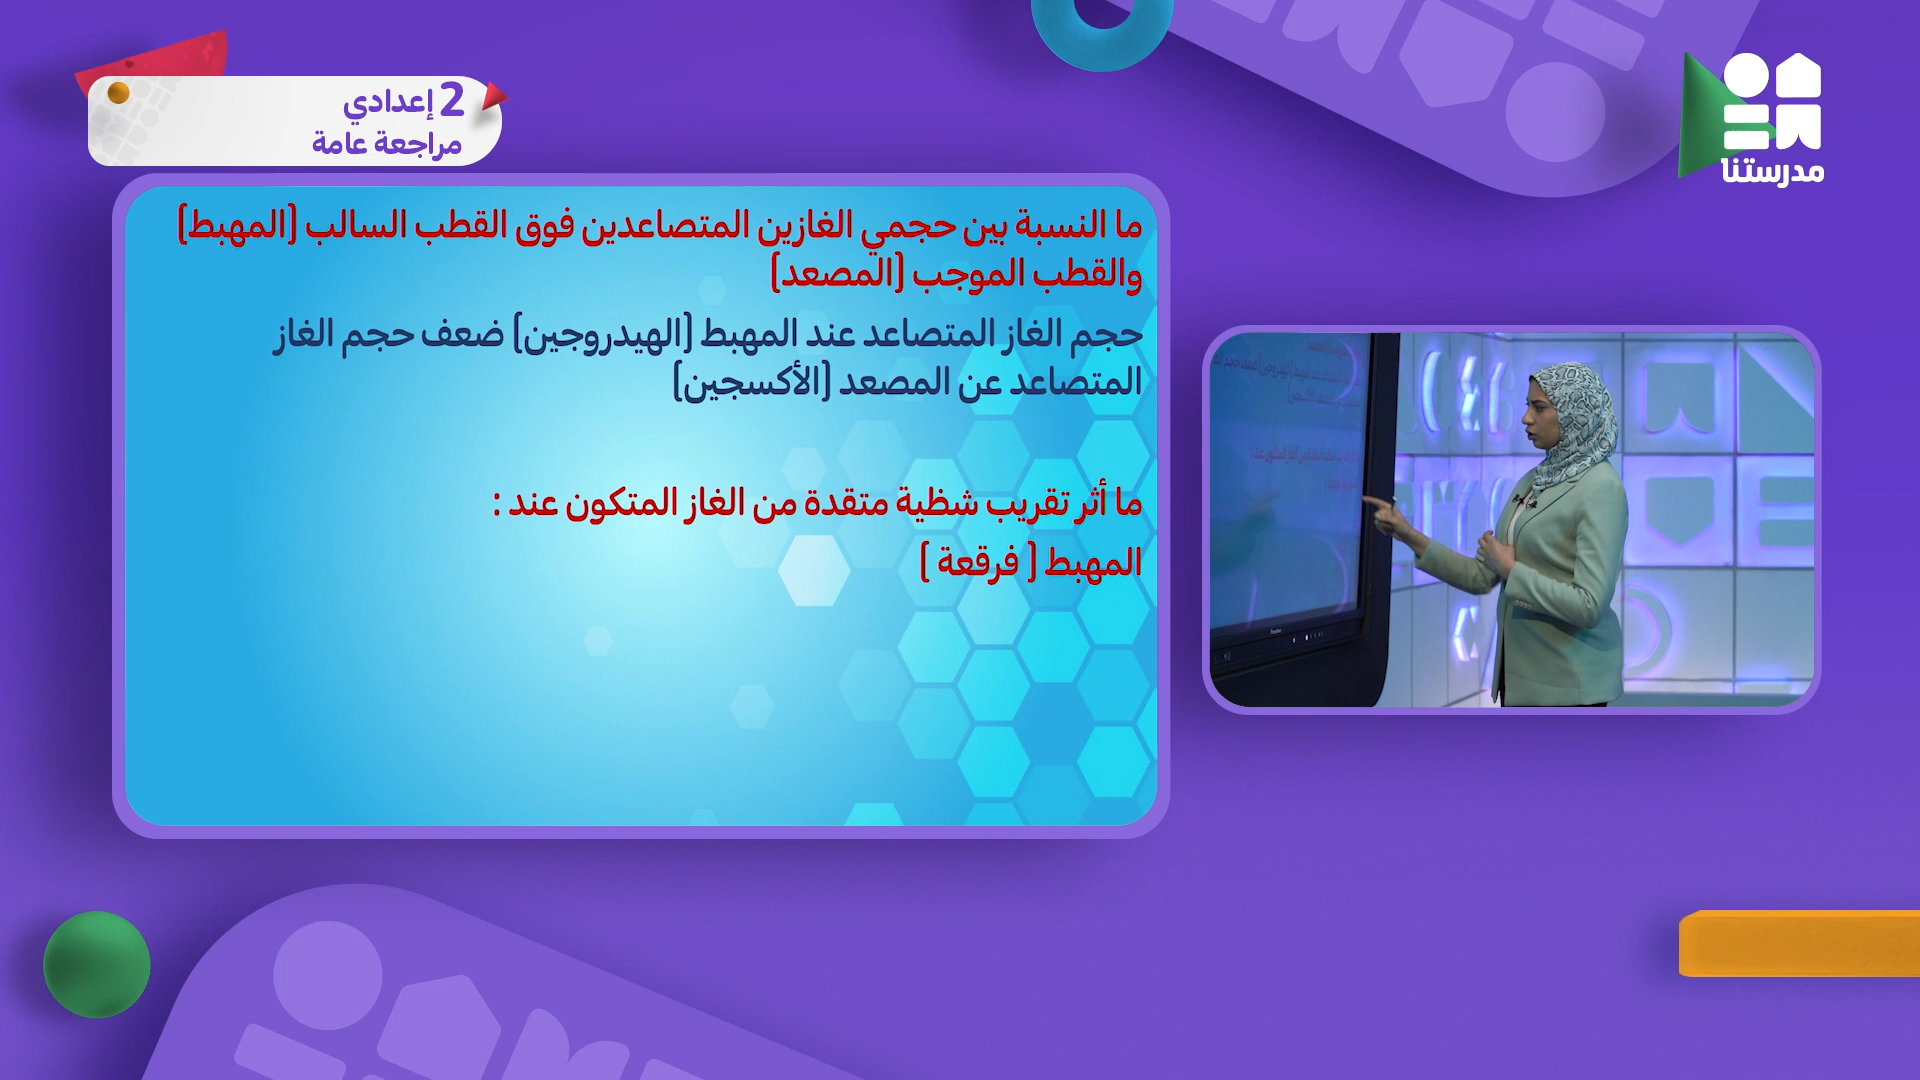 2 إعدادي
مراجعة عامة
مدرستنا
ما النسبة بين حجمي الغازين المتصاعدين فوق القطب السالب (المهبط)
والقطب الموجب (المصعد)
حجم الغاز المتصاعد عند المهبط (الهيدروجين) ضعف حجم الغاز
المتصاعد عن المصعد (الأكسجين)
ما أثر تقريب شظية متقدة من الغاز المتكون عند :
المهبط ( فرقعة )